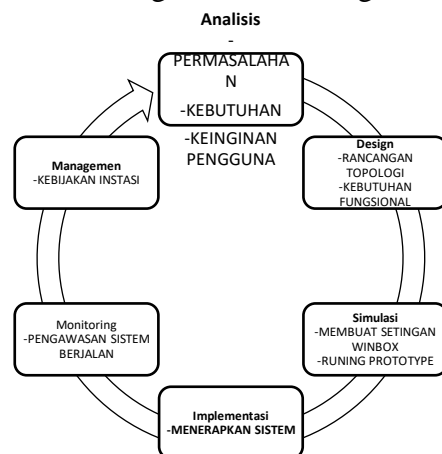 Analisis
-
PERMASALAHA
N
-KEBUTUHAN
-KEINGINAN
PENGGUNA
Design
-RANCANGAN
TOPOLOGI
-KEBUTUHAN
FUNGSIONAL
Simulasi
-MEMBUAT SETINGAN
WINBOX
-RUNING PROTOTYPE
Implementasi
-MENERAPKAN SISTEM
Monitoring
-PENGAWASAN SISTEM
BERJALAN
Managemen
-KEBIJAKAN INSTASI